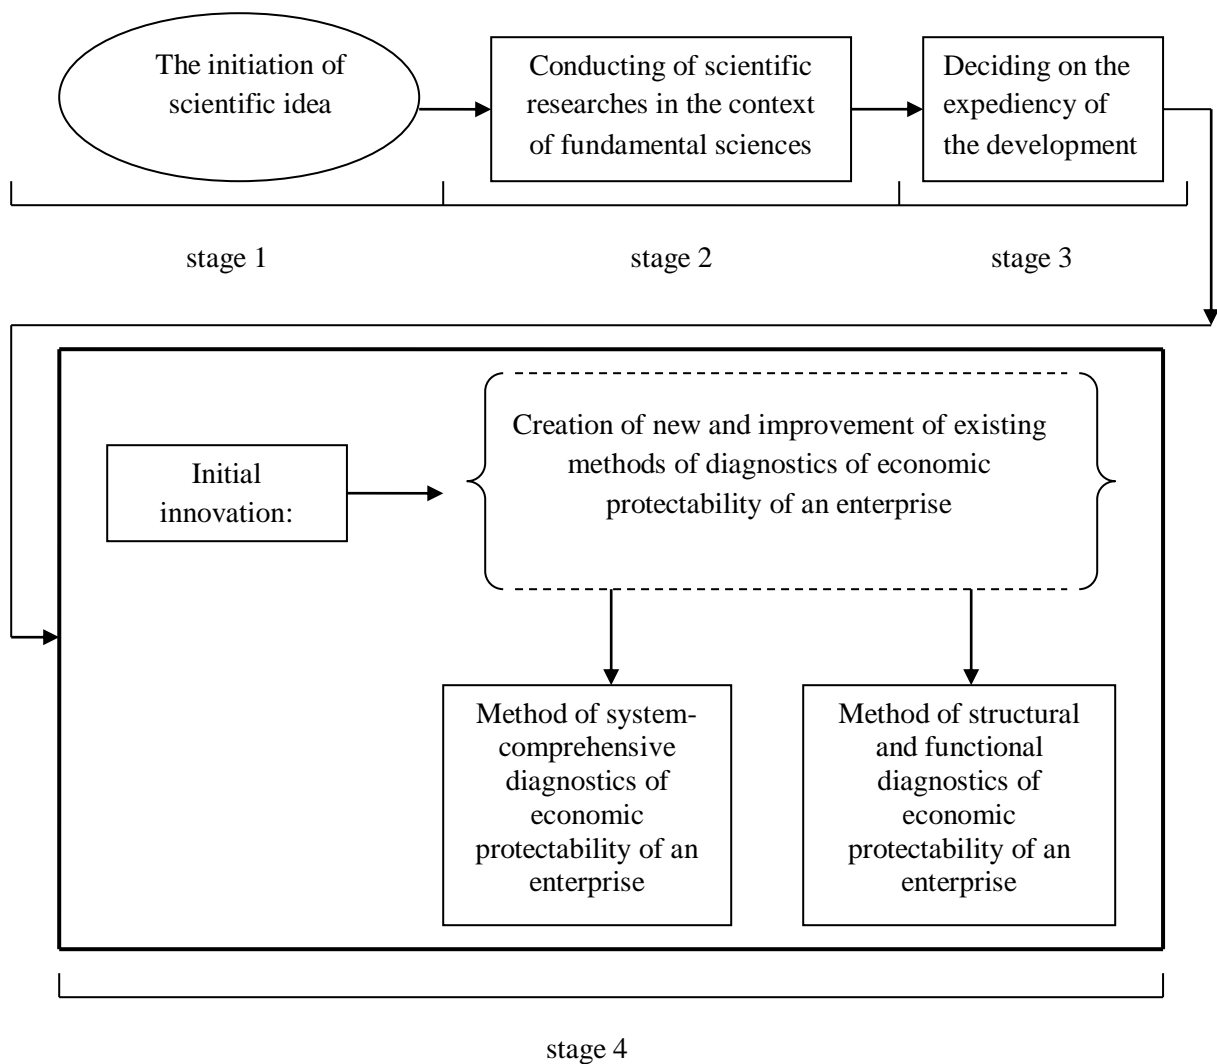 The initiation of
scientific idea
Conducting of scientific
researches in the context
of fundamental sciences
Deciding on the
expediency of
the development
stage 1
stage 2
stage 3
Initial
innovation:
Creation of new and improvement of existing
methods of diagnostics of economic
protectability of an enterprise
Method of system-
comprehensive
diagnostics of
economic
protectability of an
enterprise
Method of structural
and functional
diagnostics of
economic
protectability of an
enterprise
stage 4